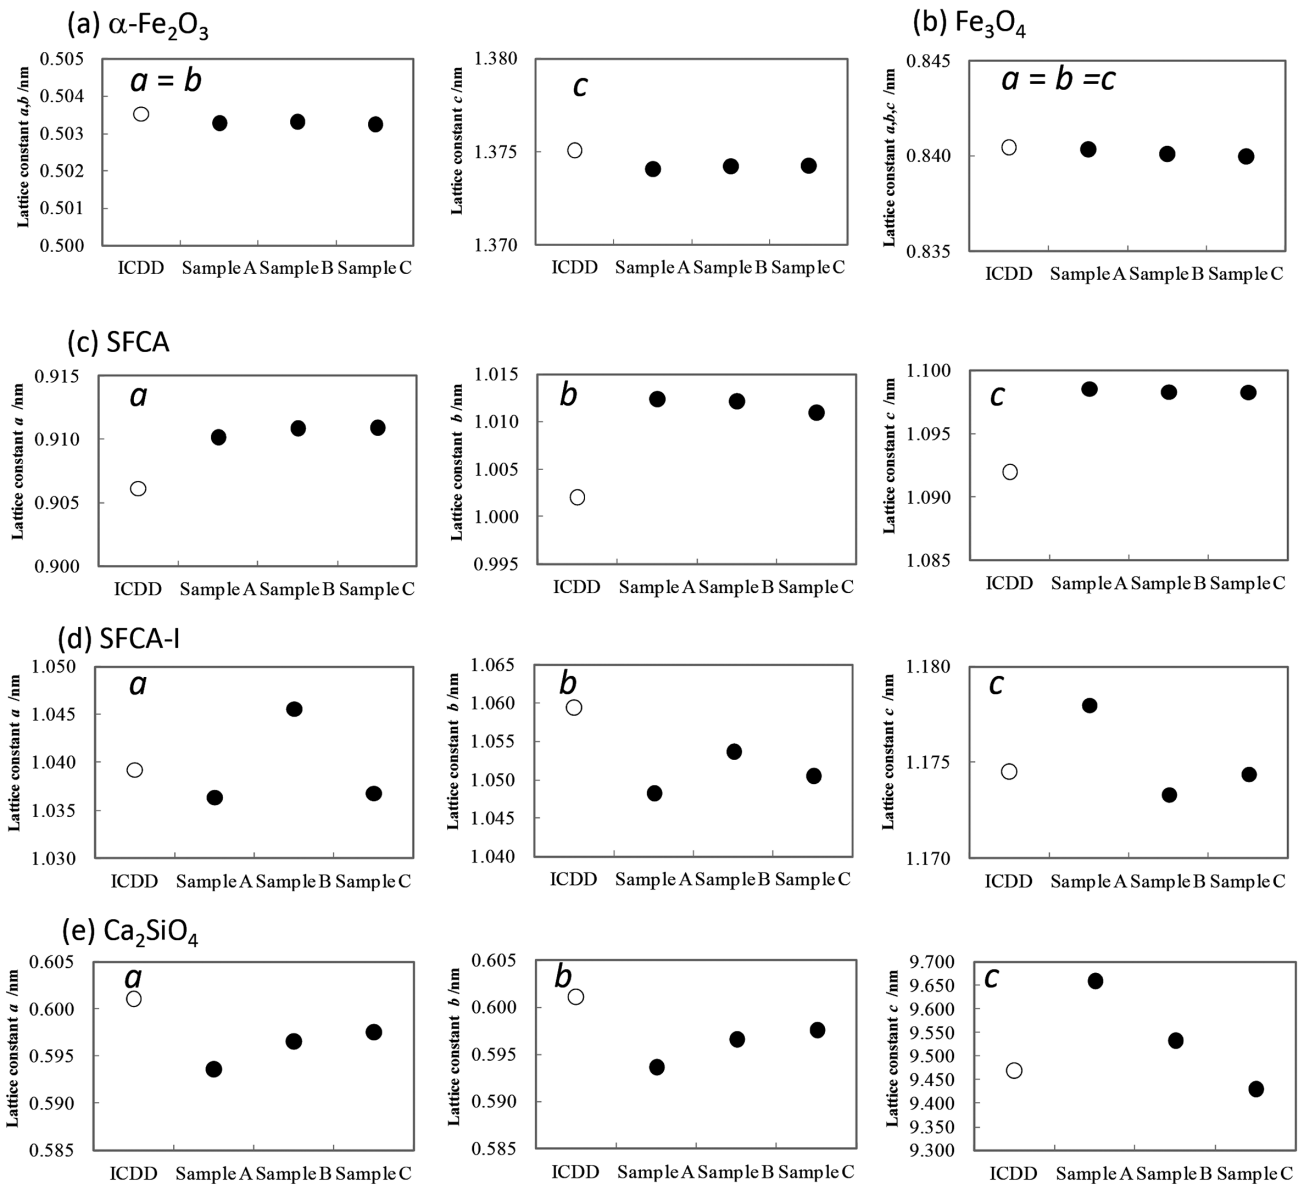 (a) α-Fe₂O₃
(b) Fe₃O₄
Lattice constant a,b /nm
0.505
0.504
0.503
0.502
0.501
0.500
a = b
ICDD Sample A Sample B Sample C
Lattice constant c /nm
1.380
1.375
1.370
c
ICDD Sample A Sample B Sample C
Lattice constant a,b,c /nm
0.845
0.840
0.835
a = b =c
ICDD Sample A Sample B Sample C
(c) SFCA
Lattice constant a /nm
0.915
0.910
0.905
0.900
a
ICDD Sample A Sample B Sample C
Lattice constant b /nm
1.015
1.010
1.005
1.000
0.995
b
ICDD Sample A Sample B Sample C
Lattice constant c /nm
1.100
1.095
1.090
1.085
c
ICDD Sample A Sample B Sample C
(d) SFCA-I
Lattice constant a /nm
1.050
1.045
1.040
1.035
1.030
a
ICDD Sample A Sample B Sample C
Lattice constant b /nm
1.065
1.060
1.055
1.050
1.045
1.040
b
ICDD Sample A Sample B Sample C
Lattice constant c /nm
1.180
1.175
1.170
c
ICDD Sample A Sample B Sample C
(e) Ca₂SiO₄
Lattice constant a /nm
0.605
0.600
0.595
0.590
0.585
a
ICDD Sample A Sample B Sample C
Lattice constant b /nm
0.605
0.600
0.595
0.590
0.585
b
ICDD Sample A Sample B Sample C
Lattice constant c /nm
9.700
9.650
9.600
9.550
9.500
9.450
9.400
9.350
9.300
c
ICDD Sample A Sample B Sample C